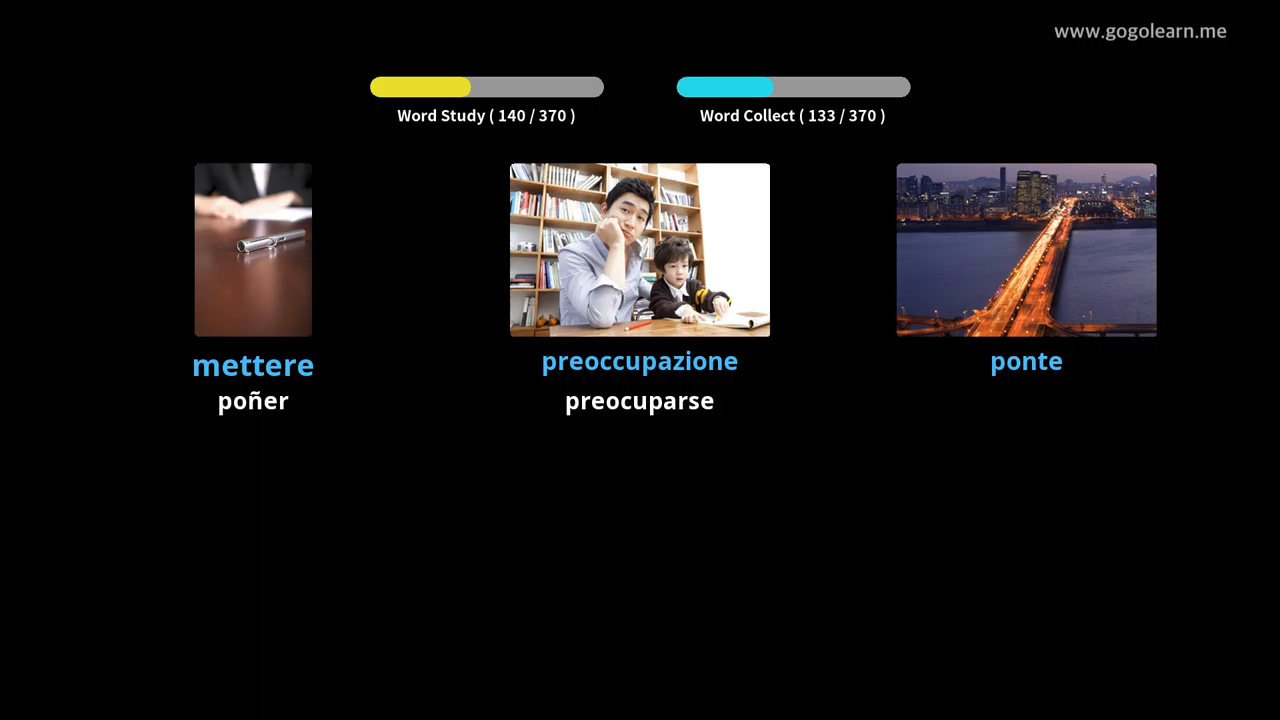 www.gogolearn.me
Word Study ( 140 / 370 )
Word Collect ( 133 / 370 )
mettere
poñer
preoccupazione
preocuparse
ponte